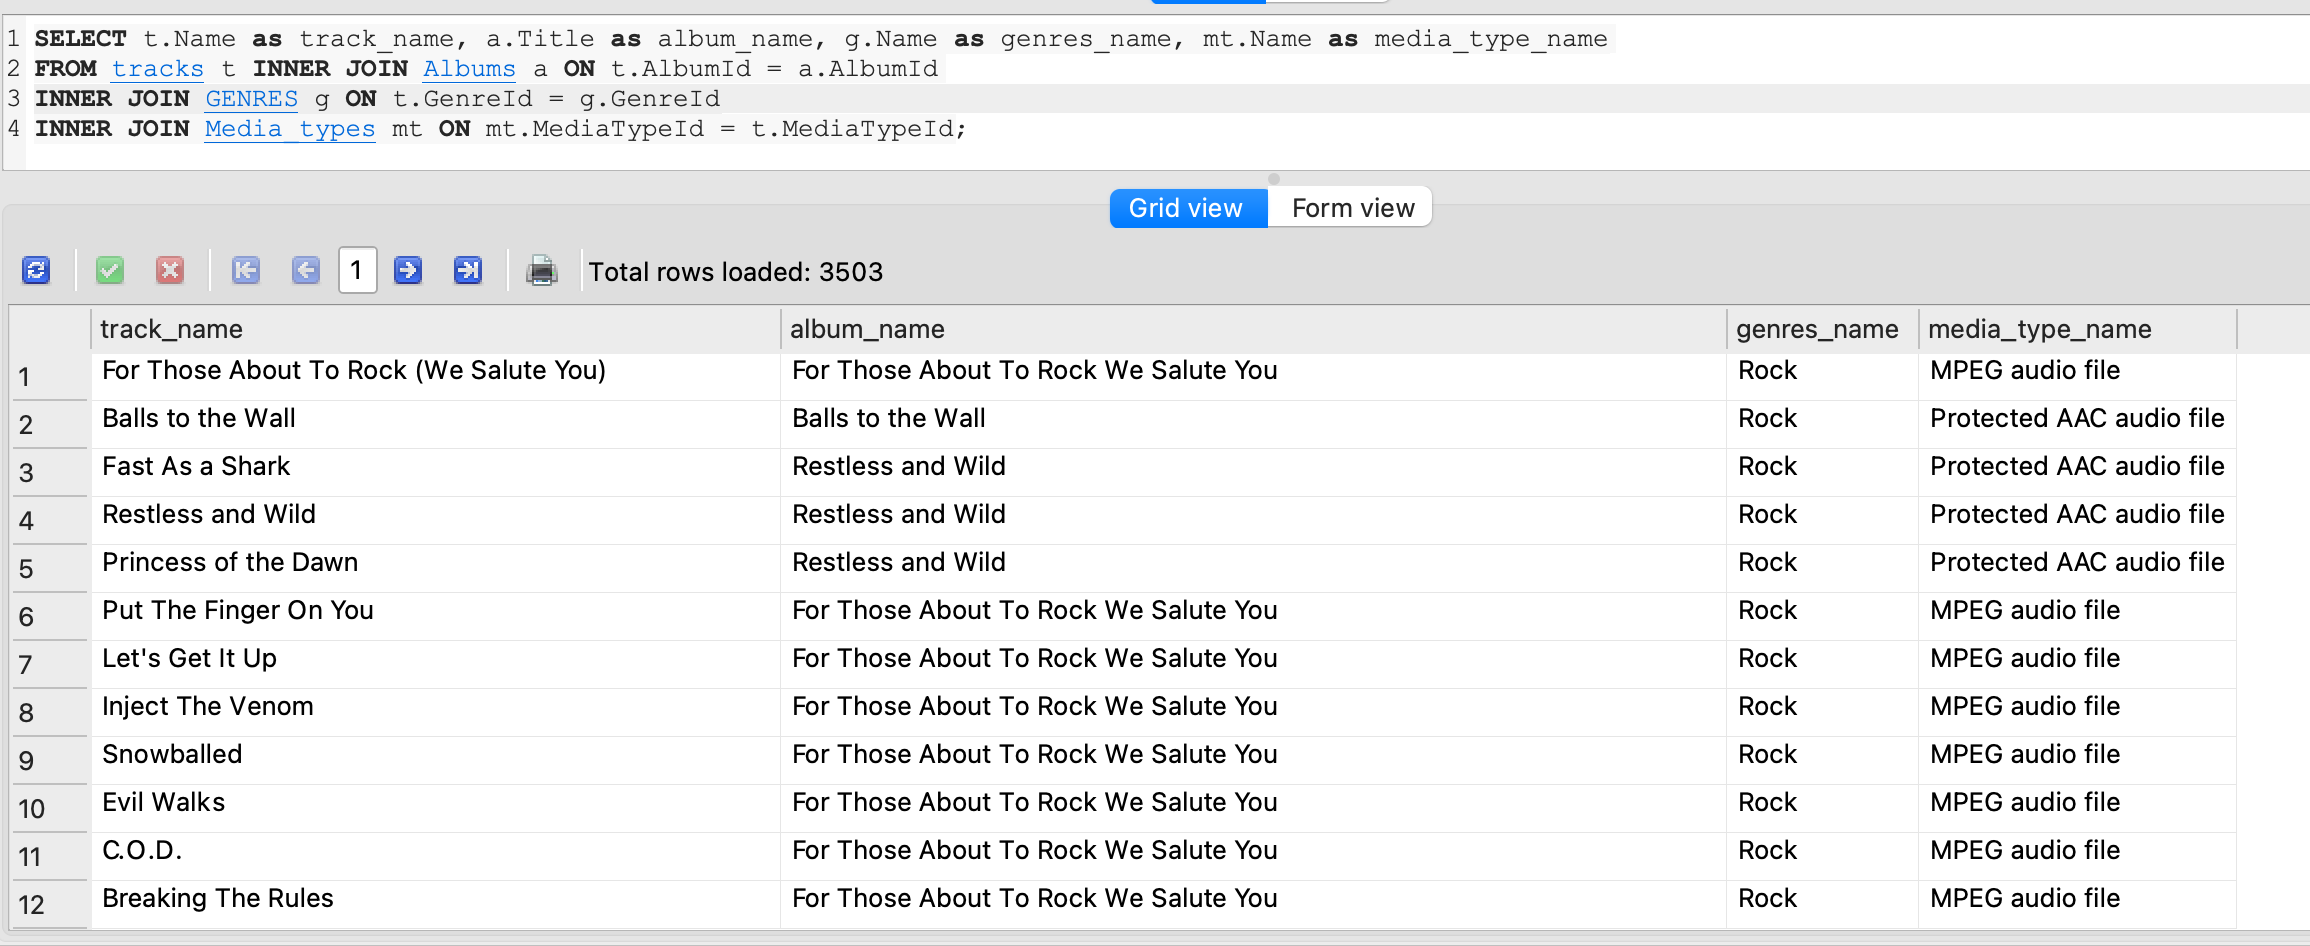 1 SELECT t.Name as track_name, a.Title as album_name, g.Name as genres_name, mt.Name as media_type_name
2 FROM tracks t INNER JOIN Albums a ON t.AlbumId = a.AlbumId
3 INNER JOIN GENRES g ON t.GenreId = g.GenreId
4 INNER JOIN Media_types mt ON mt.MediaTypeId = t.MediaTypeId;
Grid view Form view
1 Total rows loaded: 3503
track_name album_name genres_name media_type_name
1 For Those About To Rock (We Salute You) For Those About To Rock We Salute You Rock MPEG audio file
2 Balls to the Wall Balls to the Wall Rock Protected AAC audio file
3 Fast As a Shark Restless and Wild Rock Protected AAC audio file
4 Restless and Wild Restless and Wild Rock Protected AAC audio file
5 Princess of the Dawn Restless and Wild Rock Protected AAC audio file
6 Put The Finger On You For Those About To Rock We Salute You Rock MPEG audio file
7 Let's Get It Up For Those About To Rock We Salute You Rock MPEG audio file
8 Inject The Venom For Those About To Rock We Salute You Rock MPEG audio file
9 Snowballed For Those About To Rock We Salute You Rock MPEG audio file
10 Evil Walks For Those About To Rock We Salute You Rock MPEG audio file
11 C.O.D. For Those About To Rock We Salute You Rock MPEG audio file
12 Breaking The Rules For Those About To Rock We Salute You Rock MPEG audio file